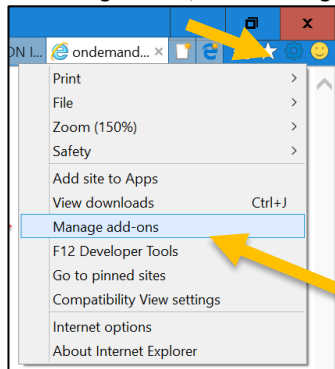 ON I...
ondemand...
Print
File
Zoom (150%)
Safety
Add site to Apps
View downloads Ctrl+J
Manage add-ons
F12 Developer Tools
Go to pinned sites
Compatibility View settings
Internet options
About Internet Explorer